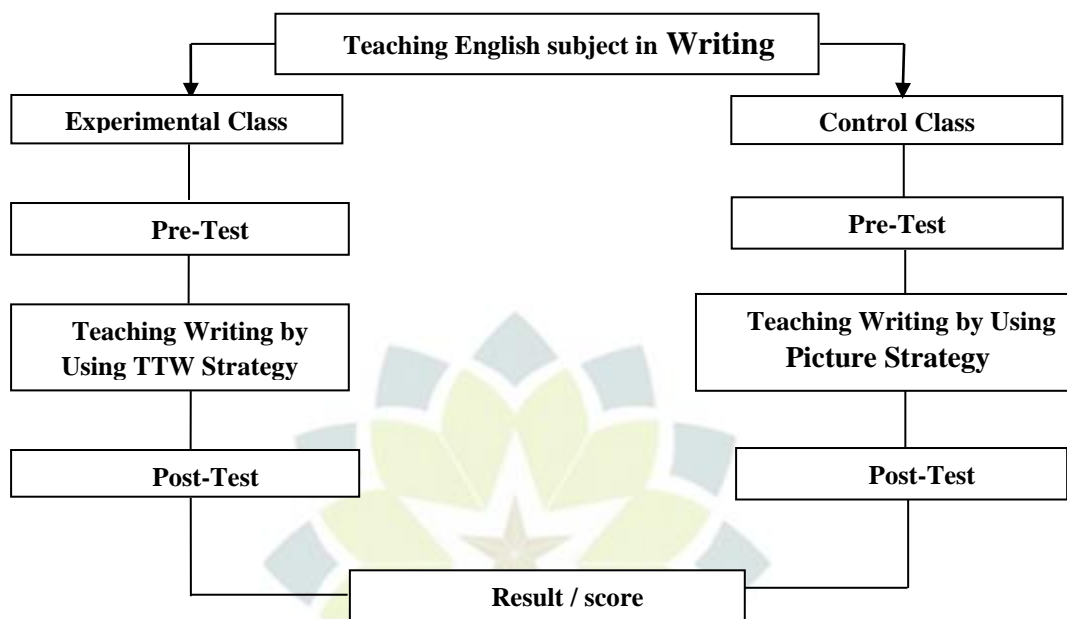 Teaching English subject in Writing
Experimental Class
Control Class
Pre-Test
Pre-Test
Teaching Writing by
Using TTW Strategy
Teaching Writing by Using
Picture Strategy
Post-Test
Post-Test
Result / score